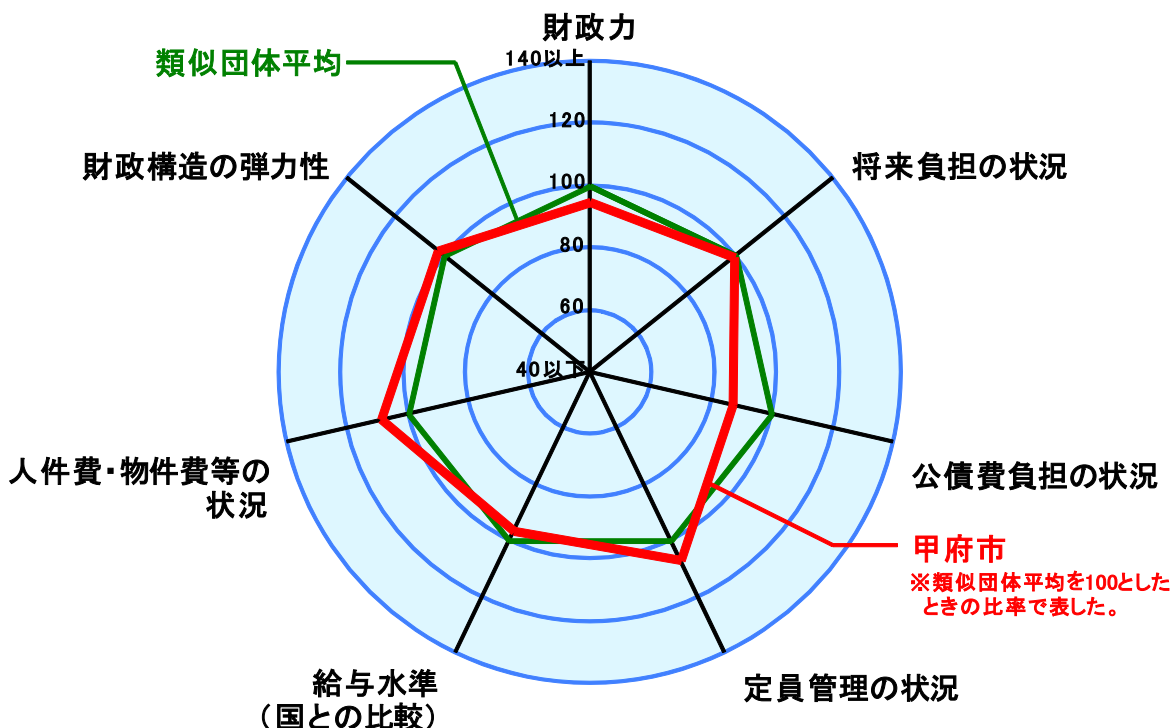 財政力
類似団体平均
140以上
120
100
80
60
40以下
財政構造の弾力性
将来負担の状況
人件費・物件費等の
状況
公債費負担の状況
甲府市
※類似団体平均を100とした
ときの比率で表した。
給与水準
（国との比較）
定員管理の状況